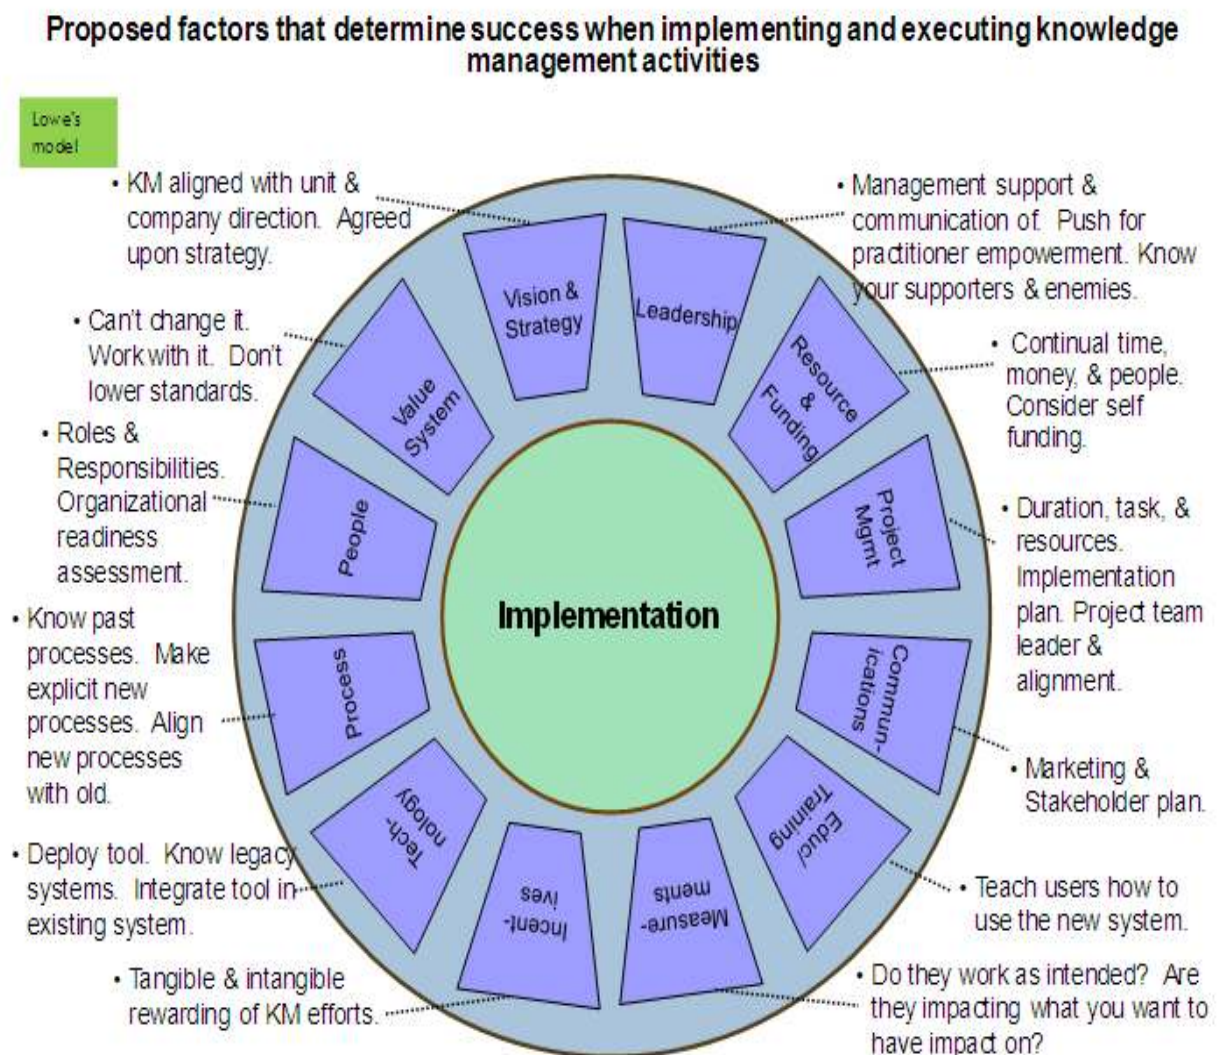 Proposed factors that determine success when implementing and executing knowledge
management activities
Lowe's
model
• KM aligned with unit &
company direction. Agreed
upon strategy.
• Management support &
communication of. Push for
practitioner empowerment. Know
your supporters & enemies.
• Can't change it.
Work with it. Don't
lower standards.
• Continual time,
money, & people.
Consider self
funding.
• Roles &
Responsibilities.
Organizational
readiness
assessment.
• Duration, task, &
resources.
Implementation
plan. Project team
leader &
alignment.
• Know past
processes. Make
explicit new
processes. Align
new processes
with old.
• Marketing &
Stakeholder plan.
• Deploy tool. Know legacy
systems. Integrate tool in
existing system.
• Teach users how to
use the new system.
• Tangible & intangible
rewarding of KM efforts.
• Do they work as intended? Are
they impacting what you want to
have impact on?
Vision &
Strategy
Leadership
Resource
&
Funding
Project
Mgmt
Commun-
ications
Educ/
Training
Measure-
ments
Incent-
ives
Tech-
nology
Process
People
Value
System
Implementation